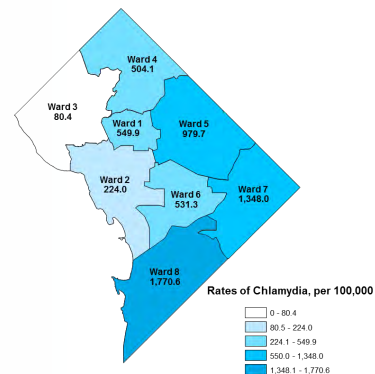 Ward 4
504.1
Ward 3
80.4
Ward 1
549.9
Ward 5
979.7
Ward 2
224.0
Ward 6
531.3
Ward 7
1,348.0
Ward 8
1,770.6
Rates of Chlamydia, per 100,000
0 - 80.4
80.5 - 224.0
224.1 - 549.9
550.0 - 1,348.0
1,348.1 - 1,770.6